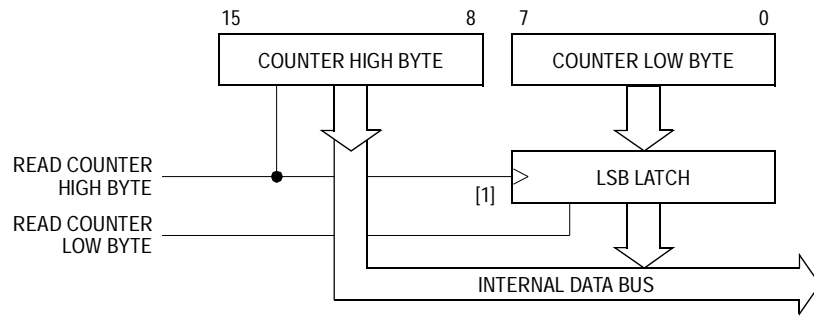 15 8 7 0
COUNTER HIGH BYTE COUNTER LOW BYTE
READ COUNTER
HIGH BYTE
[1]
LSB LATCH
READ COUNTER
LOW BYTE
INTERNAL DATA BUS